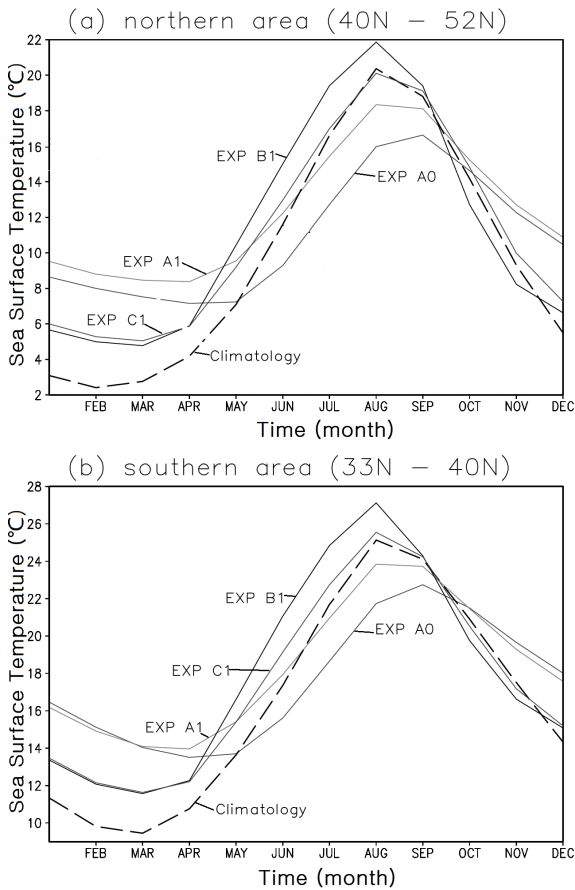 (a) northern area (40N – 52N)
Sea Surface Temperature (℃)
22
20
18
16
14
12
10
8
6
4
2
EXP B1
EXP A0
EXP A1
EXP C1
Climatology
FEB MAR APR MAY JUN JUL AUG SEP OCT NOV DEC
Time (month)
(b) southern area (33N – 40N)
Sea Surface Temperature (℃)
28
26
24
22
20
18
16
14
12
10
EXP B1
EXP A0
EXP C1
EXP A1
Climatology
FEB MAR APR MAY JUN JUL AUG SEP OCT NOV DEC
Time (month)